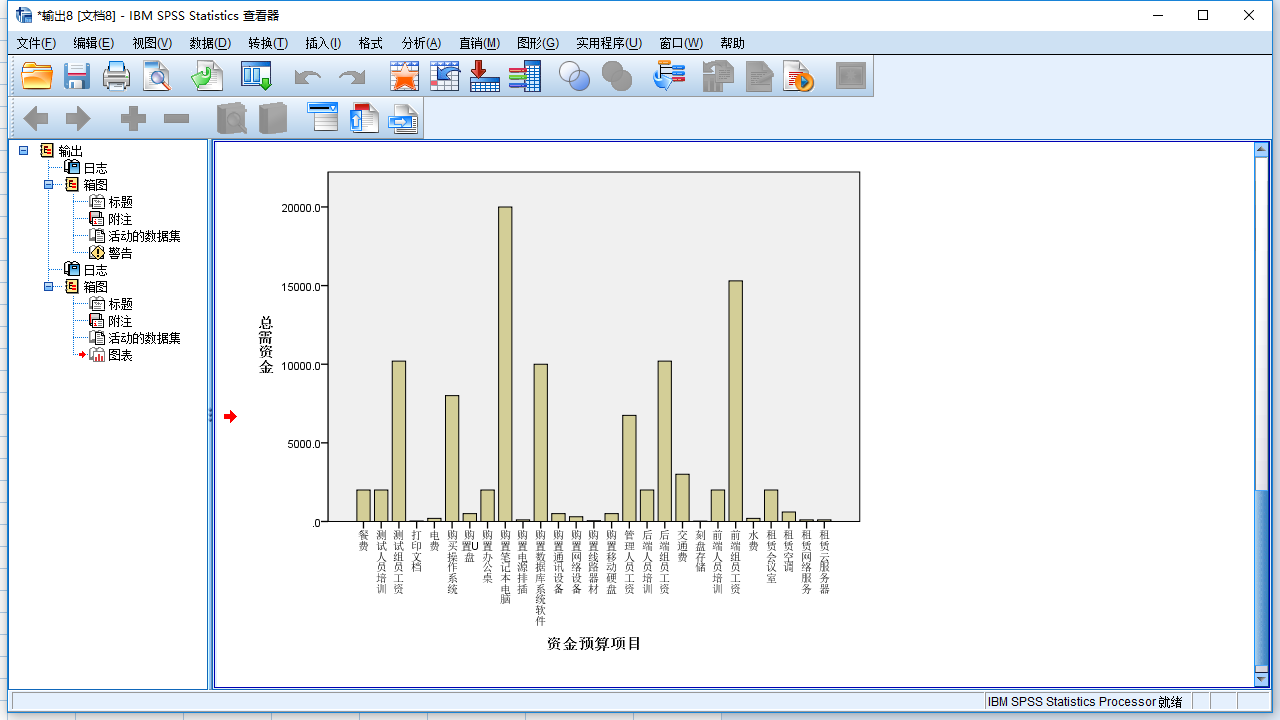 *输出8 [文档8] - IBM SPSS Statistics 查看器
文件(F) 编辑(E) 视图(V) 数据(D) 转换(T) 插入(I) 格式 分析(A) 直销(M) 图形(G) 实用程序(U) 窗口(W) 帮助
输出
日志
箱图
标题
附注
活动的数据集
警告
日志
箱图
标题
附注
活动的数据集
图表
总需资金
20000.0
15000.0
10000.0
5000.0
.0
餐费
测试人员培训
测试组员工资
打印文档
电费
购买操作系统
购置U盘
购置办公桌
购置笔记本电脑
购置电源排插
购置数据库系统软件
购置通讯设备
购置网络设备
购置线路器材
购置移动硬盘
管理人员工资
后端人员培训
后端组员工资
交通费
刻盘存储
前端人员培训
前端组员工资
水费
租赁会议室
租赁空调
租赁网络服务
租赁云服务器
资金预算项目
IBM SPSS Statistics Processor 就绪